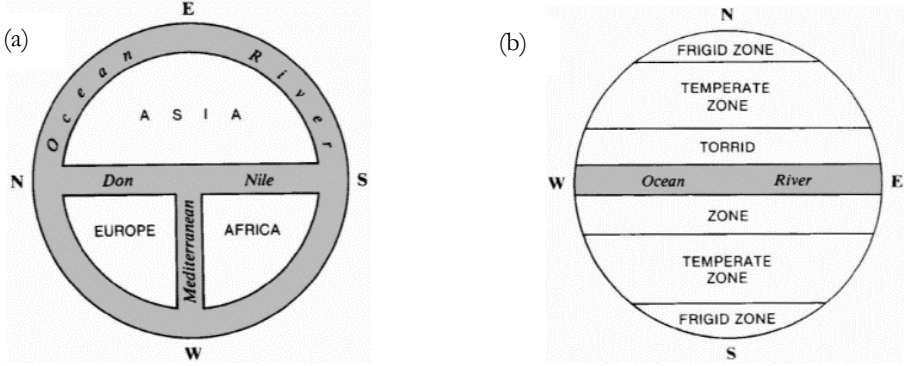 (a)
E
Ocean River
ASIA
N
Don
Nile
S
EUROPE
Mediterranean
AFRICA
W
(b)
N
FRIGID ZONE
TEMPERATE
ZONE
TORRID
W
Ocean River
E
ZONE
TEMPERATE
ZONE
FRIGID ZONE
S